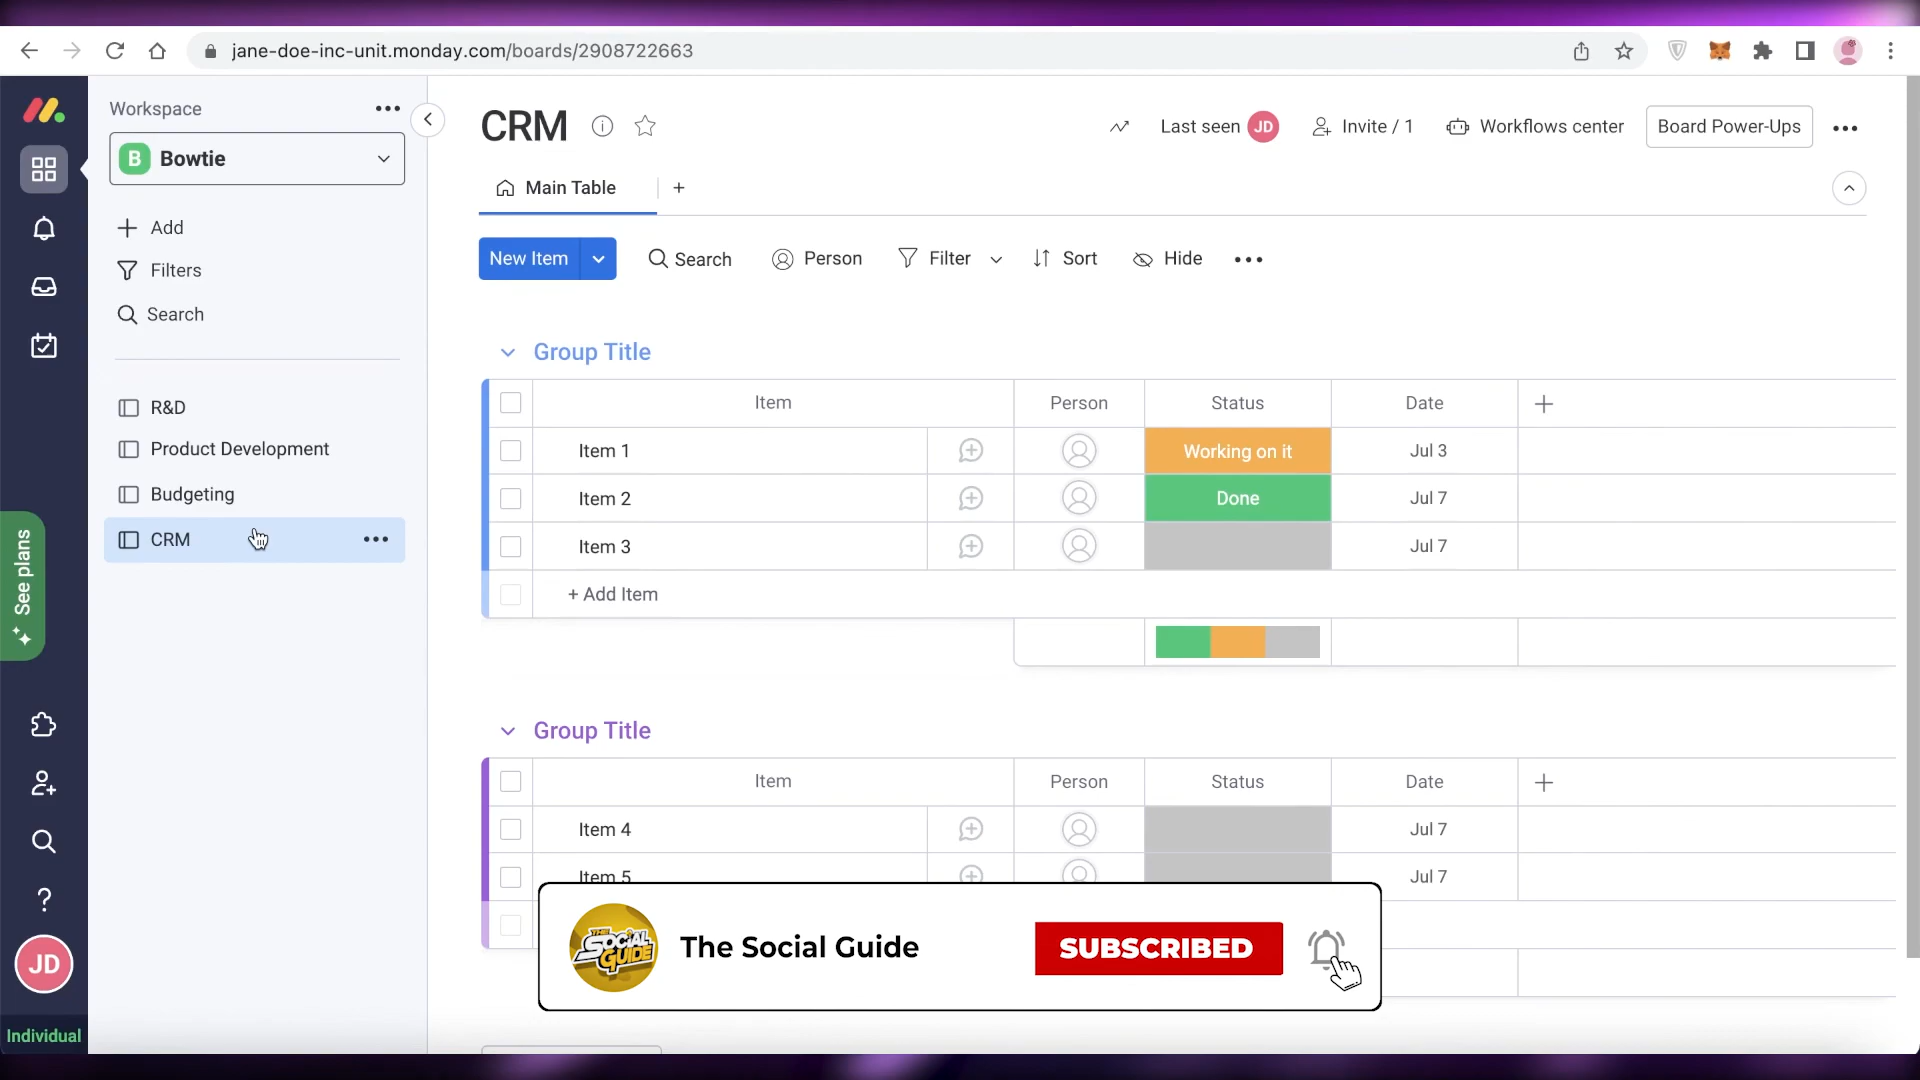 jane-doe-inc-unit.monday.com/boards/2908722663
Workspace
B Bowtie
Add
Filters
Search
R&D
Product Development
Budgeting
CRM
See plans
JD
Individual
CRM
Last seen JD
Invite / 1
Workflows center
Board Power-Ups
Main Table
New Item
Search
Person
Filter
Sort
Hide
Group Title
Item Person Status Date
Item 1 Working on it Jul 3
Item 2 Done Jul 7
Item 3 Jul 7
+ Add Item
Group Title
Item Person Status Date
Item 4 Jul 7
Item 5 Jul 7
THE SOCIAL GUIDE
The Social Guide
SUBSCRIBED